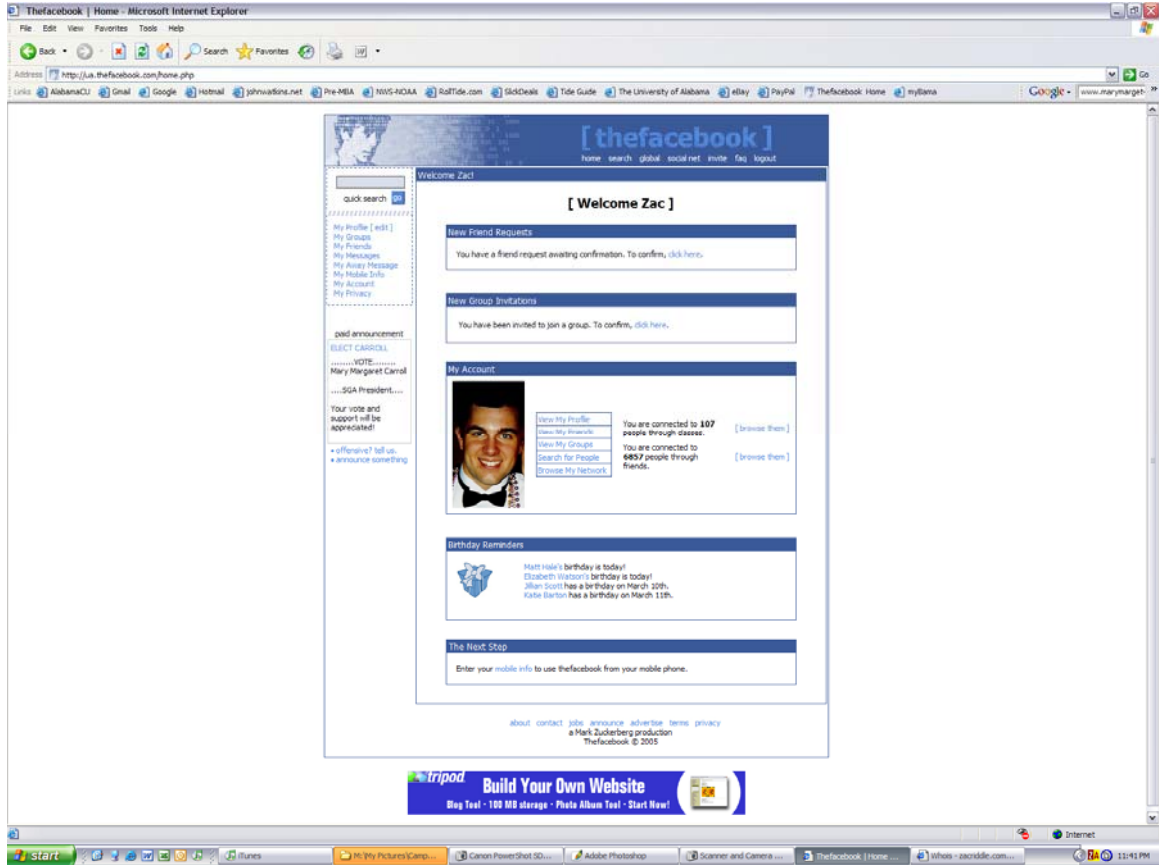 Thefacebook | Home - Microsoft Internet Explorer
File Edit View Favorites Tools Help
Back Search Favorites
Address http://ua.thefacebook.com/home.php Go
Links AlabamaCU Gmail Google Hotmail johnwatkins.net Pre-MBA NWS-NOAA RollTide.com SlickDeals Tide Guide The University of Alabama eBay PayPal Thefacebook Home myBama Google www.marymarget
[ thefacebook ]
home search global social net invite faq logout
quick search go
My Profile [ edit ]
My Groups
My Friends
My Messages
My Away Message
My Mobile Info
My Account
My Privacy
paid announcement
ELECT CARROLL
........VOTE........
Mary Margaret Carroll
....SGA President....
Your vote and
support will be
appreciated!
• offensive? tell us.
• announce something
Welcome Zac!
[ Welcome Zac ]
New Friend Requests
You have a friend request awaiting confirmation. To confirm, click here.
New Group Invitations
You have been invited to join a group. To confirm, click here.
My Account
View My Profile
View My Friends
View My Groups
Search for People
Browse My Network
You are connected to 107
people through classes.
[ browse them ]
You are connected to
6857 people through
friends.
[ browse them ]
Birthday Reminders
Matt Hale's birthday is today!
Elizabeth Watson's birthday is today!
Jillian Scott has a birthday on March 10th.
Katie Barton has a birthday on March 11th.
The Next Step
Enter your mobile info to use thefacebook from your mobile phone.
about contact jobs announce advertise terms privacy
a Mark Zuckerberg production
Thefacebook © 2005
tripod
Build Your Own Website
Blog Tool - 100 MB storage - Photo Album Tool - Start Now!
Internet
start iTunes M:\My Pictures\Camp... Canon PowerShot SD... Adobe Photoshop Scanner and Camera ... Thefacebook | Home ... Whois - zacriddle.com... 11:41 PM